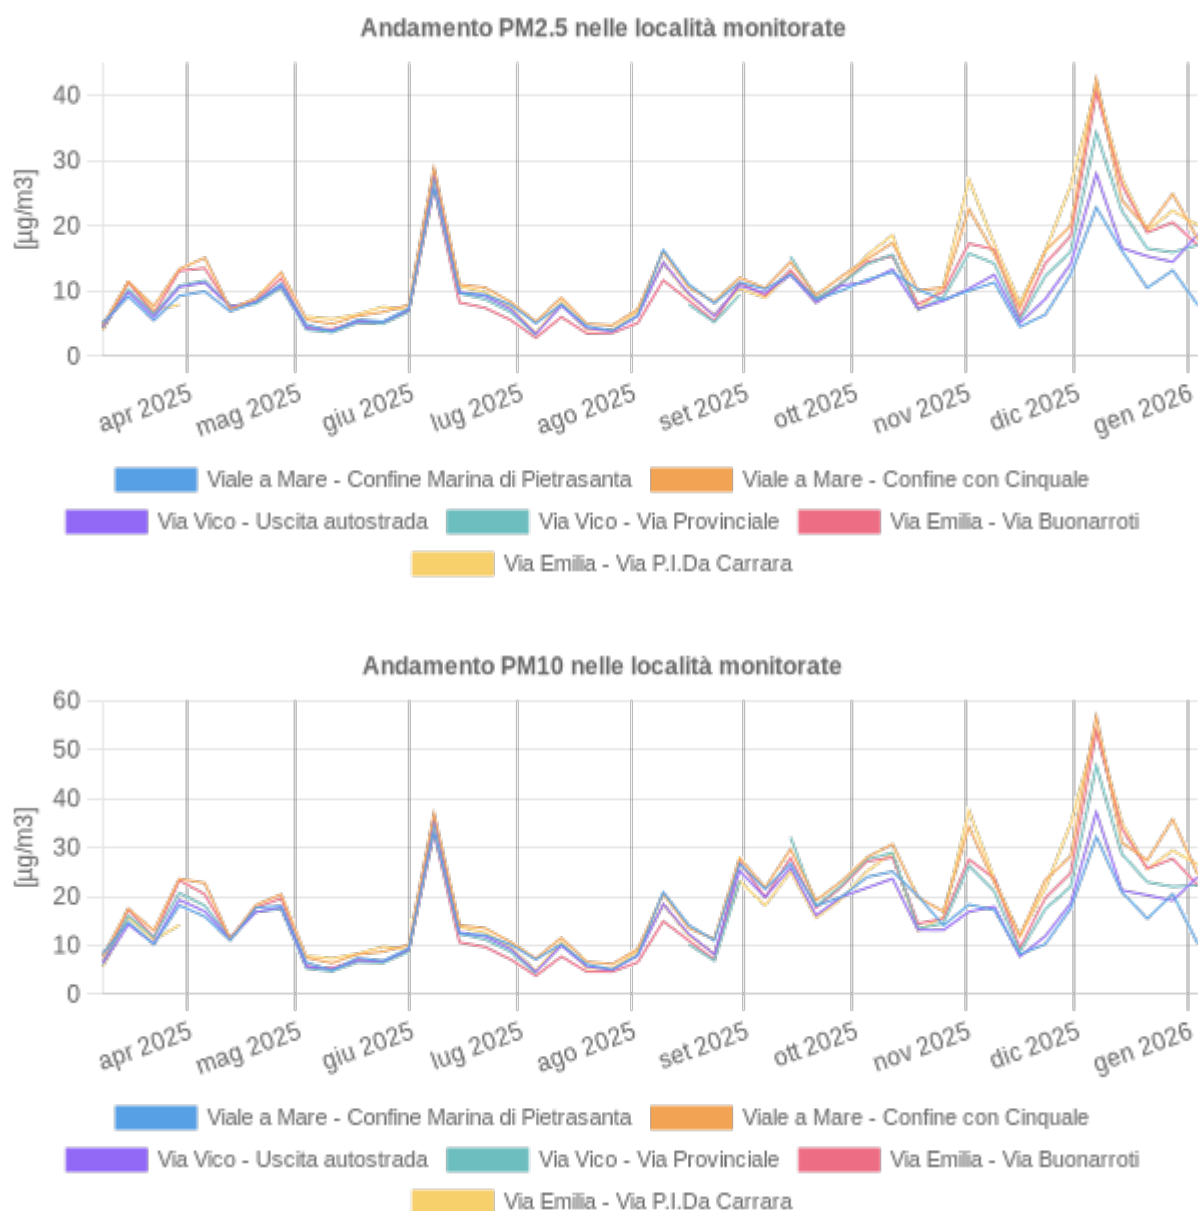 Andamento PM2.5 nelle località monitorate
40
30
20
10
0
[µg/m3]
apr 2025 mag 2025 giu 2025 lug 2025 ago 2025 set 2025 ott 2025 nov 2025 dic 2025 gen 2026
Viale a Mare - Confine Marina di Pietrasanta Viale a Mare - Confine con Cinquale
Via Vico - Uscita autostrada Via Vico - Via Provinciale Via Emilia - Via Buonarroti
Via Emilia - Via P.I.Da Carrara
Andamento PM10 nelle località monitorate
60
50
40
30
20
10
0
[µg/m3]
apr 2025 mag 2025 giu 2025 lug 2025 ago 2025 set 2025 ott 2025 nov 2025 dic 2025 gen 2026
Viale a Mare - Confine Marina di Pietrasanta Viale a Mare - Confine con Cinquale
Via Vico - Uscita autostrada Via Vico - Via Provinciale Via Emilia - Via Buonarroti
Via Emilia - Via P.I.Da Carrara